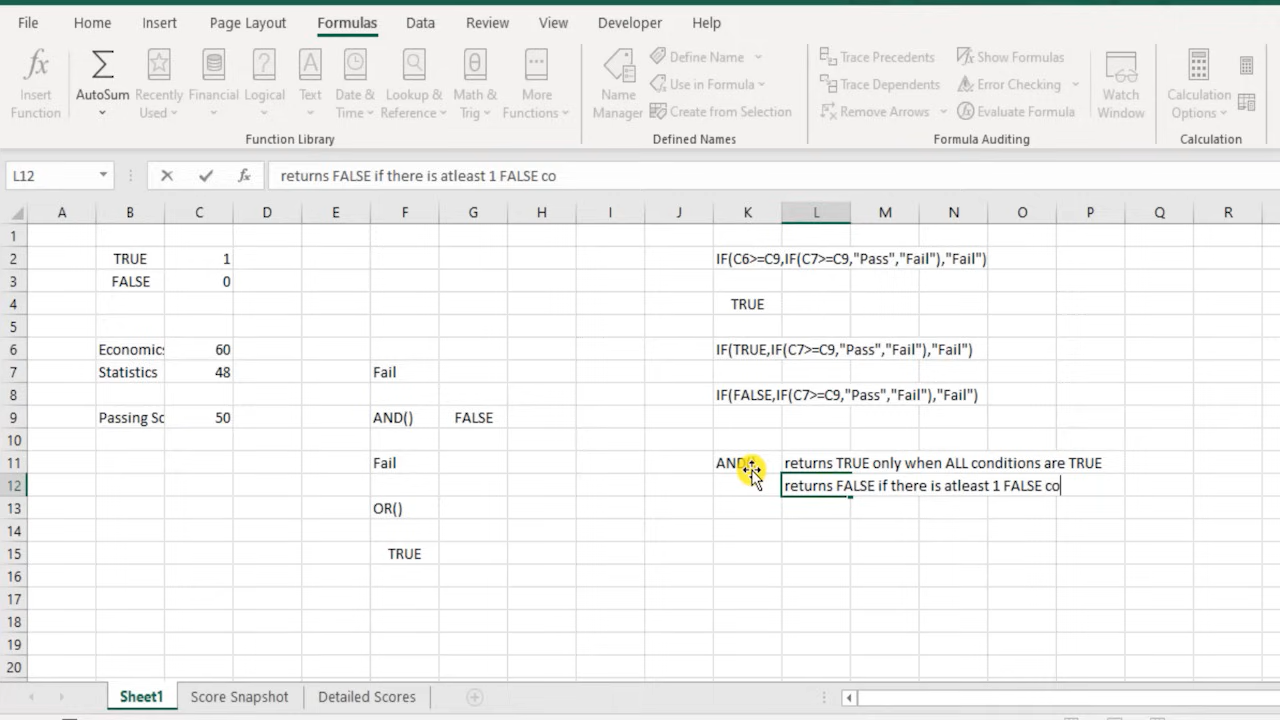 File Home Insert Page Layout Formulas Data Review View Developer Help
fx Σ ? θ
Insert Function AutoSum Recently Used Financial Logical Text Date & Time Lookup & Reference Math & Trig More Functions
Name Manager Define Name Use in Formula Create from Selection
Trace Precedents Trace Dependents Remove Arrows Show Formulas Error Checking Evaluate Formula
Watch Window Calculation Options
Function Library Defined Names Formula Auditing Calculation
L12 fx returns FALSE if there is atleast 1 FALSE co
A B C D E F G H I J K L M N O P Q R
1
2 TRUE 1 IF(C6>=C9,IF(C7>=C9,"Pass","Fail"),"Fail")
3 FALSE 0
4 TRUE
5
6 Economics 60 IF(TRUE,IF(C7>=C9,"Pass","Fail"),"Fail")
7 Statistics 48 Fail
8 IF(FALSE,IF(C7>=C9,"Pass","Fail"),"Fail")
9 Passing Sc 50 AND() FALSE
10
11 Fail AND() returns TRUE only when ALL conditions are TRUE
12 returns FALSE if there is atleast 1 FALSE co
13 OR()
14
15 TRUE
16
17
18
19
20
Sheet1 Score Snapshot Detailed Scores